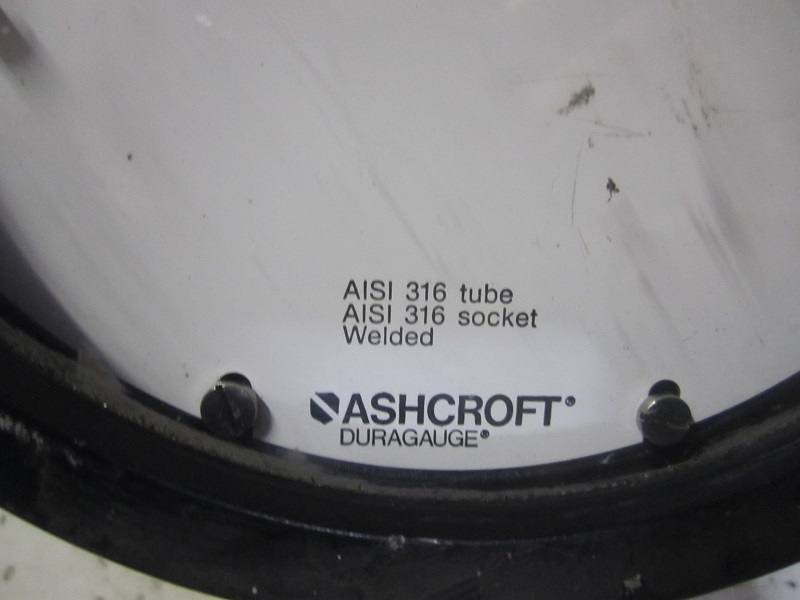 AISI 316 tube
AISI 316 socket
Welded
ASHCROFT®
DURAGAUGE®